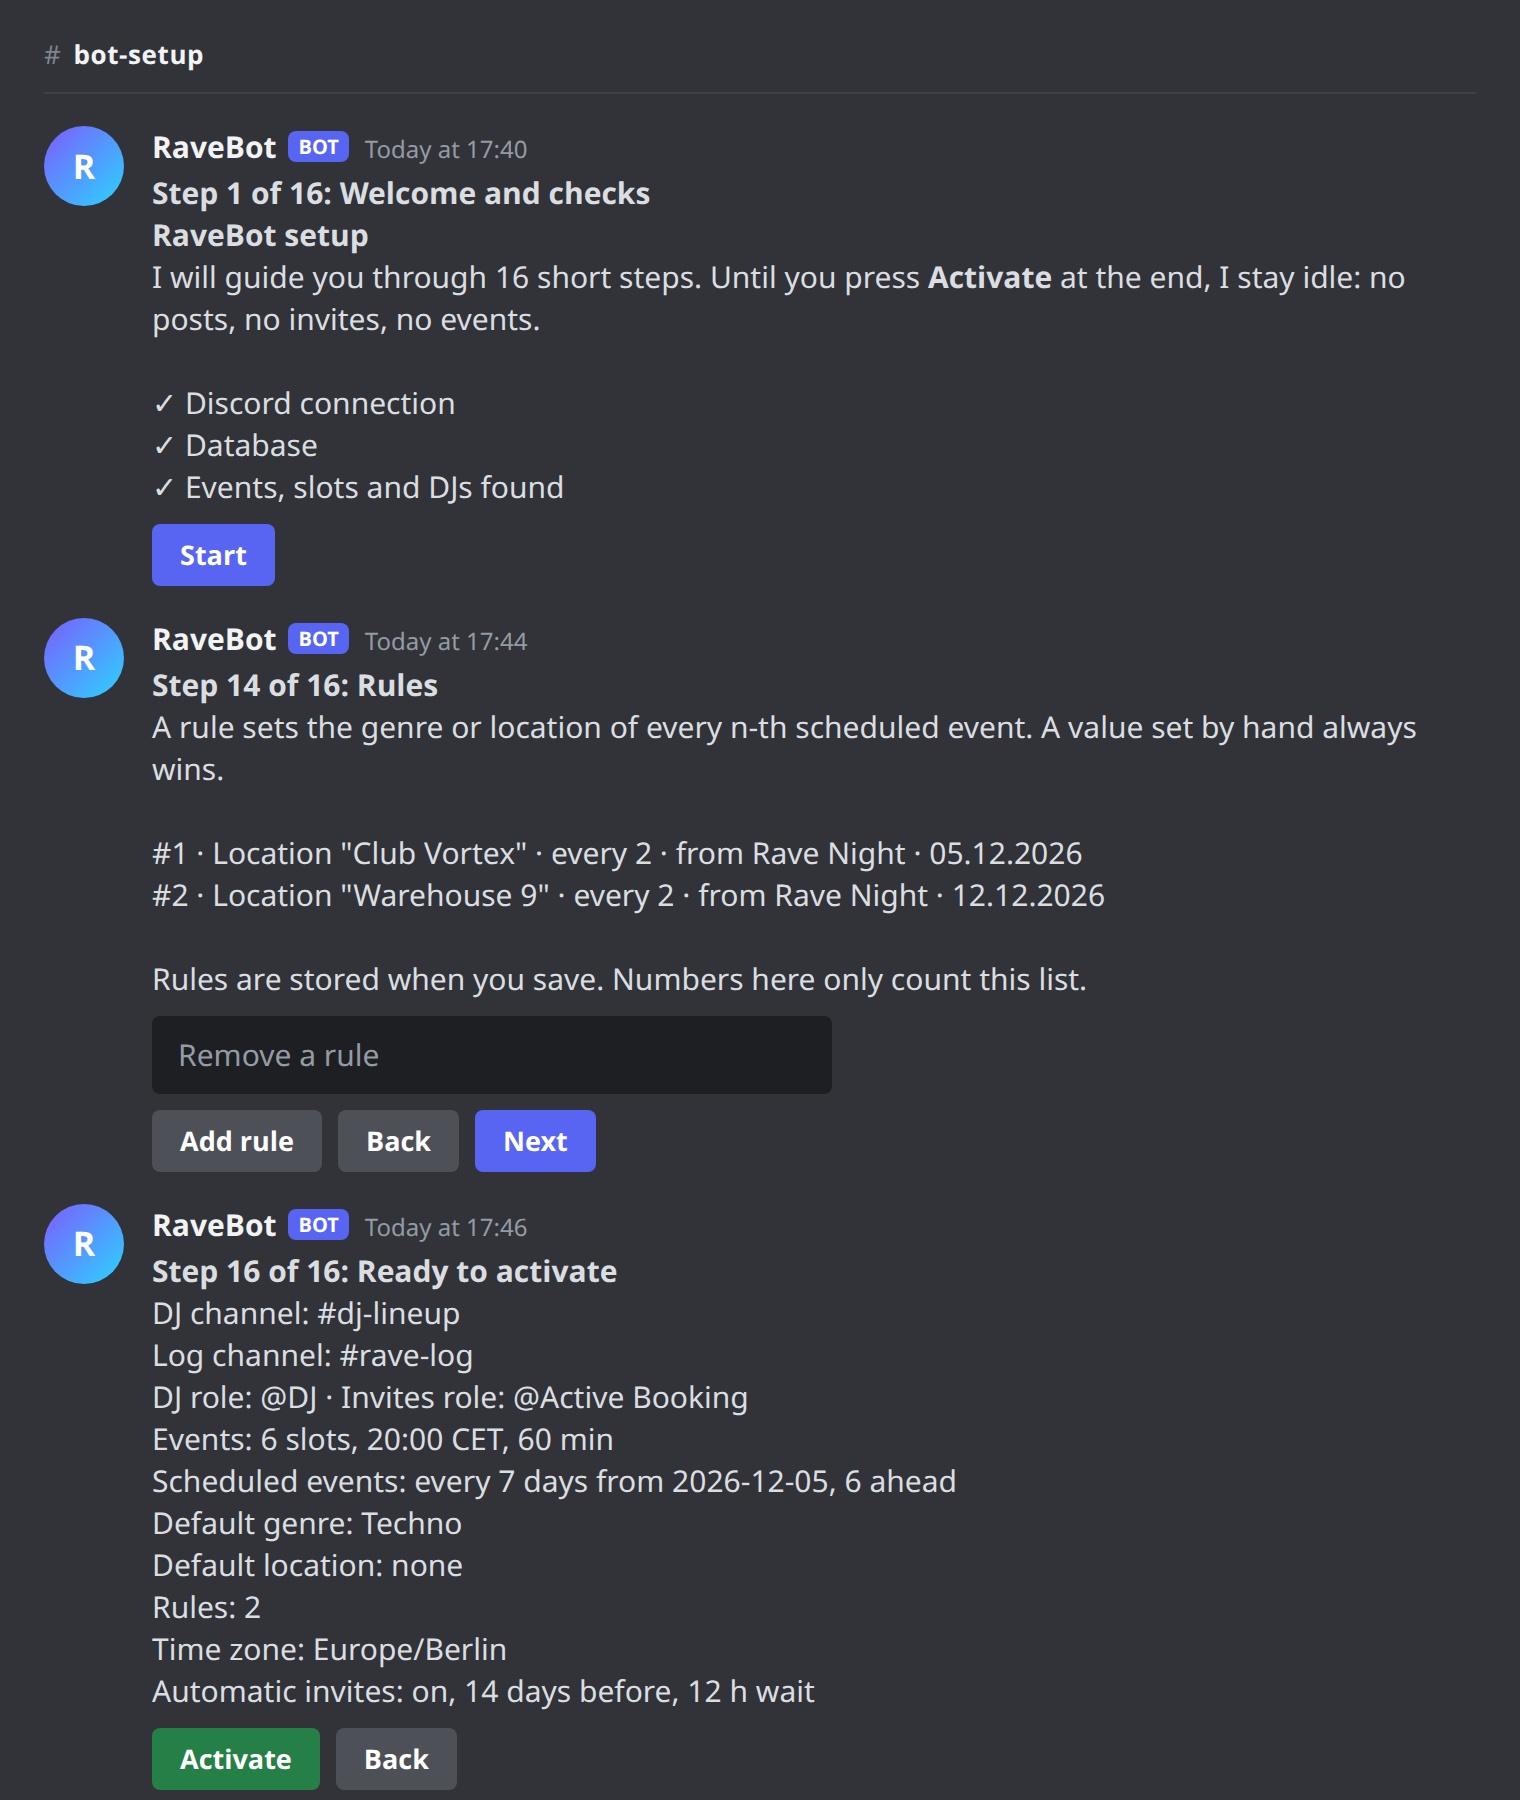 # bot-setup
R
RaveBot BOT Today at 17:40
Step 1 of 16: Welcome and checks
RaveBot setup
I will guide you through 16 short steps. Until you press Activate at the end, I stay idle: no
posts, no invites, no events.
✓ Discord connection
✓ Database
✓ Events, slots and DJs found
Start
R
RaveBot BOT Today at 17:44
Step 14 of 16: Rules
A rule sets the genre or location of every n-th scheduled event. A value set by hand always
wins.
#1 · Location "Club Vortex" · every 2 · from Rave Night · 05.12.2026
#2 · Location "Warehouse 9" · every 2 · from Rave Night · 12.12.2026
Rules are stored when you save. Numbers here only count this list.
Remove a rule
Add rule Back Next
R
RaveBot BOT Today at 17:46
Step 16 of 16: Ready to activate
DJ channel: #dj-lineup
Log channel: #rave-log
DJ role: @DJ · Invites role: @Active Booking
Events: 6 slots, 20:00 CET, 60 min
Scheduled events: every 7 days from 2026-12-05, 6 ahead
Default genre: Techno
Default location: none
Rules: 2
Time zone: Europe/Berlin
Automatic invites: on, 14 days before, 12 h wait
Activate Back